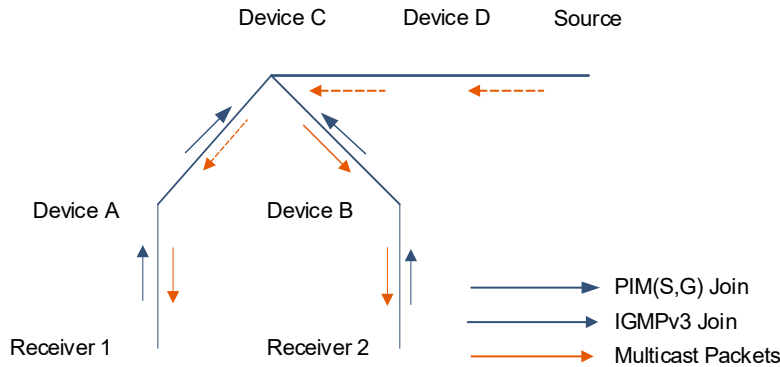 Device C Device D Source
Device A Device B
Receiver 1 Receiver 2
PIM(S,G) Join
IGMPv3 Join
Multicast Packets